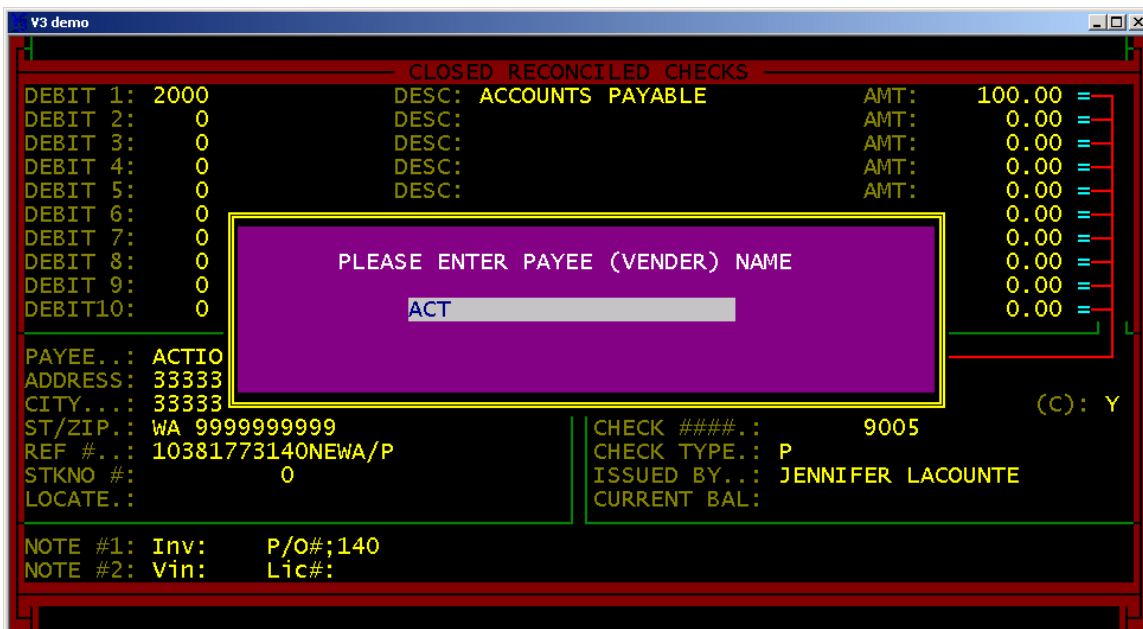 V3 demo
CLOSED RECONCILED CHECKS
DEBIT 1: 2000 DESC: ACCOUNTS PAYABLE AMT: 100.00 =
DEBIT 2: 0 DESC: AMT: 0.00 =
DEBIT 3: 0 DESC: AMT: 0.00 =
DEBIT 4: 0 DESC: AMT: 0.00 =
DEBIT 5: 0 DESC: AMT: 0.00 =
DEBIT 6: 0 0.00 =
DEBIT 7: 0 0.00 =
DEBIT 8: 0 0.00 =
DEBIT 9: 0 0.00 =
DEBIT10: 0 0.00 =
PLEASE ENTER PAYEE (VENDER) NAME
ACT
PAYEE..: ACTIO
ADDRESS: 33333
CITY...: 33333 (C): Y
ST/ZIP.: WA 9999999999 CHECK ####.: 9005
REF #..: 10381773140NEWA/P CHECK TYPE.: P
STKNO #: 0 ISSUED BY..: JENNIFER LACOUNTE
LOCATE.: CURRENT BAL:
NOTE #1: Inv: P/O#;140
NOTE #2: Vin: Lic#: